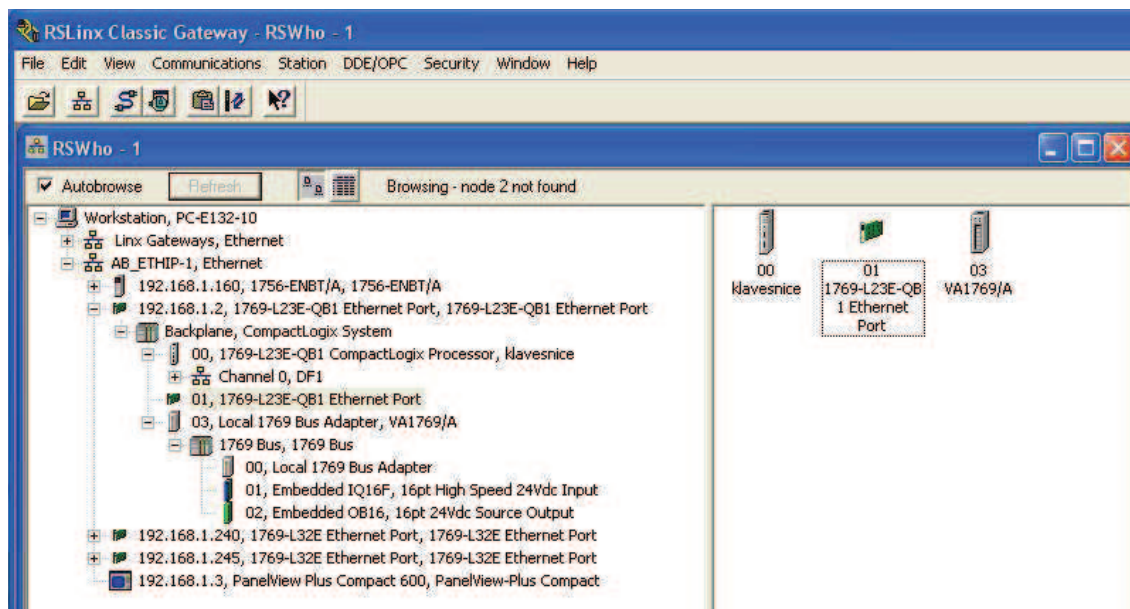 RSLinx Classic Gateway - RSWho - 1
File Edit View Communications Station DDE/OPC Security Window Help
RSWho - 1
Autobrowse Refresh Browsing - node 2 not found
Workstation, PC-E132-10
Linx Gateways, Ethernet
AB_ETHIP-1, Ethernet
192.168.1.160, 1756-ENBT/A, 1756-ENBT/A
192.168.1.2, 1769-L23E-QB1 Ethernet Port, 1769-L23E-QB1 Ethernet Port
Backplane, CompactLogix System
00, 1769-L23E-QB1 CompactLogix Processor, klavesnice
Channel 0, DF1
01, 1769-L23E-QB1 Ethernet Port
03, Local 1769 Bus Adapter, VA1769/A
1769 Bus, 1769 Bus
00, Local 1769 Bus Adapter
01, Embedded IQ16F, 16pt High Speed 24Vdc Input
02, Embedded OB16, 16pt 24Vdc Source Output
192.168.1.240, 1769-L32E Ethernet Port, 1769-L32E Ethernet Port
192.168.1.245, 1769-L32E Ethernet Port, 1769-L32E Ethernet Port
192.168.1.3, PanelView Plus Compact 600, PanelView-Plus Compact
00
klavesnice
01
1769-L23E-QB
1 Ethernet
Port
03
VA1769/A